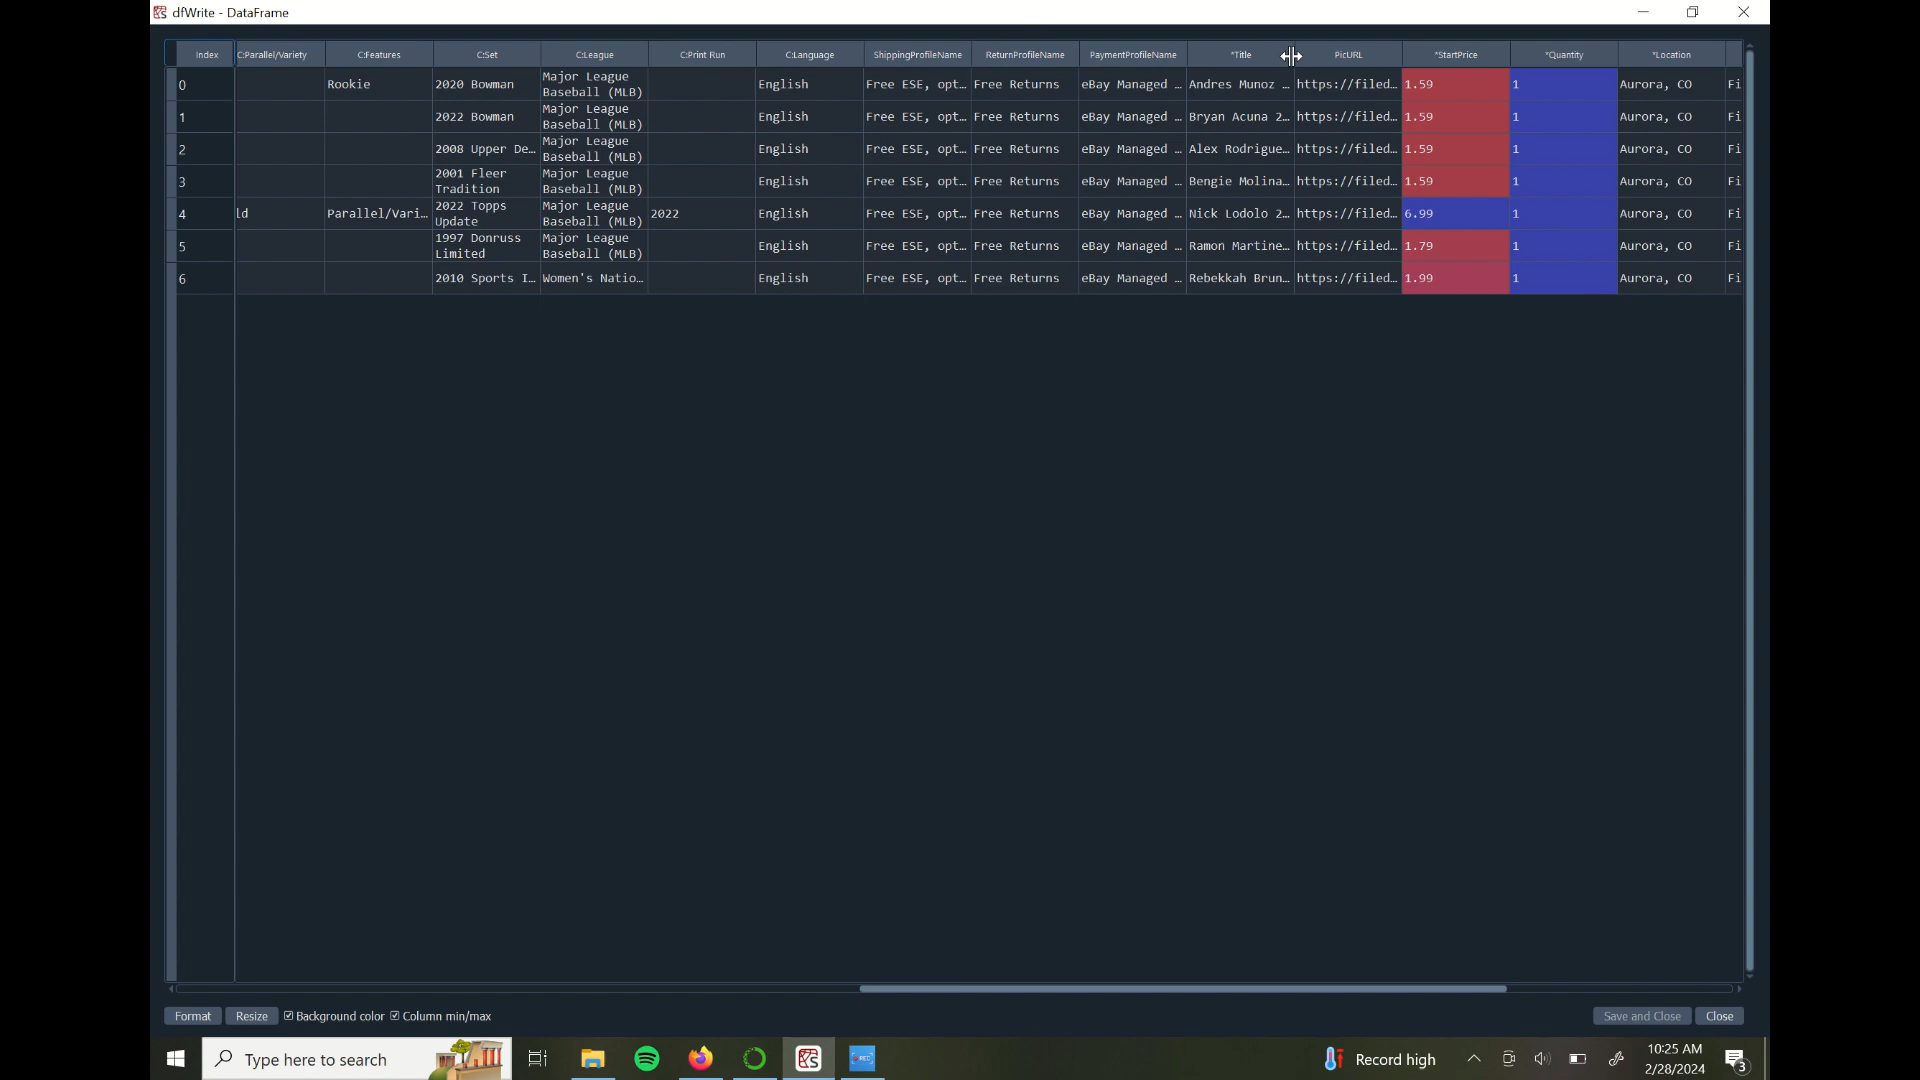 dfWrite - DataFrame
Index C:Parallel/Variety C:Features C:Set C:League C:Print Run C:Language ShippingProfileName ReturnProfileName PaymentProfileName *Title PicURL *StartPrice *Quantity *Location
0 Rookie 2020 Bowman Major League Baseball (MLB) English Free ESE, opt… Free Returns eBay Managed … Andres Munoz … https://filed… 1.59 1 Aurora, CO Fi
1 2022 Bowman Major League Baseball (MLB) English Free ESE, opt… Free Returns eBay Managed … Bryan Acuna 2… https://filed… 1.59 1 Aurora, CO Fi
2 2008 Upper De… Major League Baseball (MLB) English Free ESE, opt… Free Returns eBay Managed … Alex Rodrigue… https://filed… 1.59 1 Aurora, CO Fi
3 2001 Fleer Tradition Major League Baseball (MLB) English Free ESE, opt… Free Returns eBay Managed … Bengie Molina… https://filed… 1.59 1 Aurora, CO Fi
4 ld Parallel/Vari… 2022 Topps Update Major League Baseball (MLB) 2022 English Free ESE, opt… Free Returns eBay Managed … Nick Lodolo 2… https://filed… 6.99 1 Aurora, CO Fi
5 1997 Donruss Limited Major League Baseball (MLB) English Free ESE, opt… Free Returns eBay Managed … Ramon Martine… https://filed… 1.79 1 Aurora, CO Fi
6 2010 Sports I… Women's Natio… English Free ESE, opt… Free Returns eBay Managed … Rebekkah Brun… https://filed… 1.99 1 Aurora, CO Fi
Format Resize Background color Column min/max Save and Close Close
Type here to search Record high 10:25 AM
2/28/2024 3